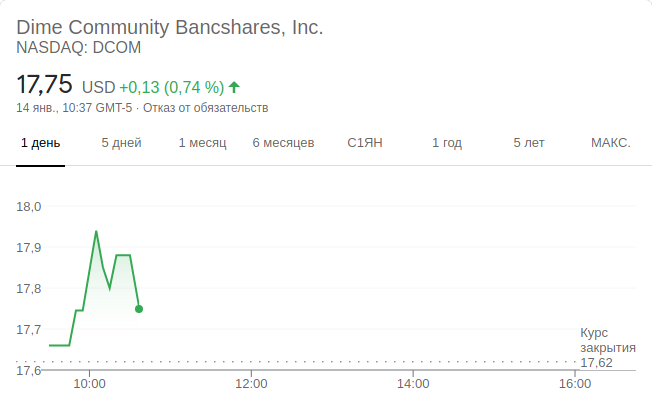 Dime Community Bancshares, Inc.
NASDAQ: DCOM
17,75 USD +0,13 (0,74 %)
14 янв., 10:37 GMT-5 · Отказ от обязательств
1 день 5 дней 1 месяц 6 месяцев С1ЯН 1 год 5 лет МАКС.
18,0
17,9
17,8
17,7
17,6
Курс
закрытия
17,62
10:00 12:00 14:00 16:00